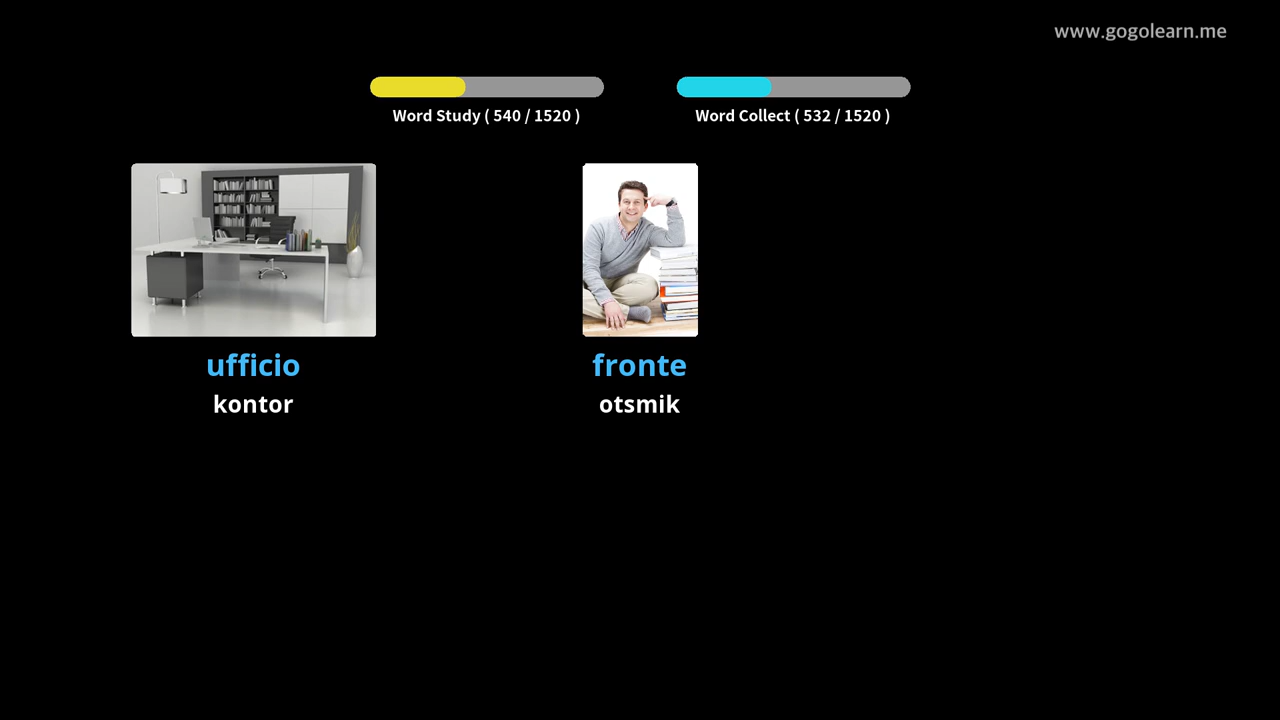 www.gogolearn.me
Word Study ( 540 / 1520 )
Word Collect ( 532 / 1520 )
ufficio
kontor
fronte
otsmik